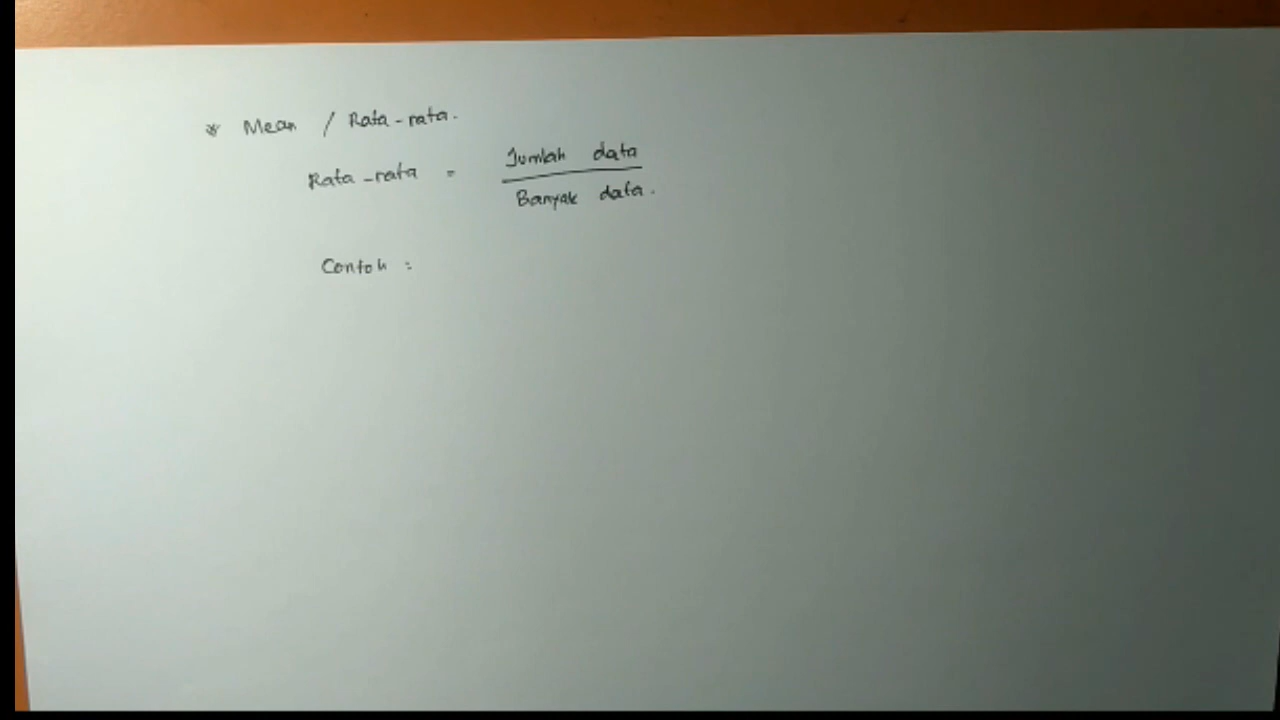 * Mean / Rata-rata.
Rata-rata = Jumlah data
Banyak data.
Contoh :